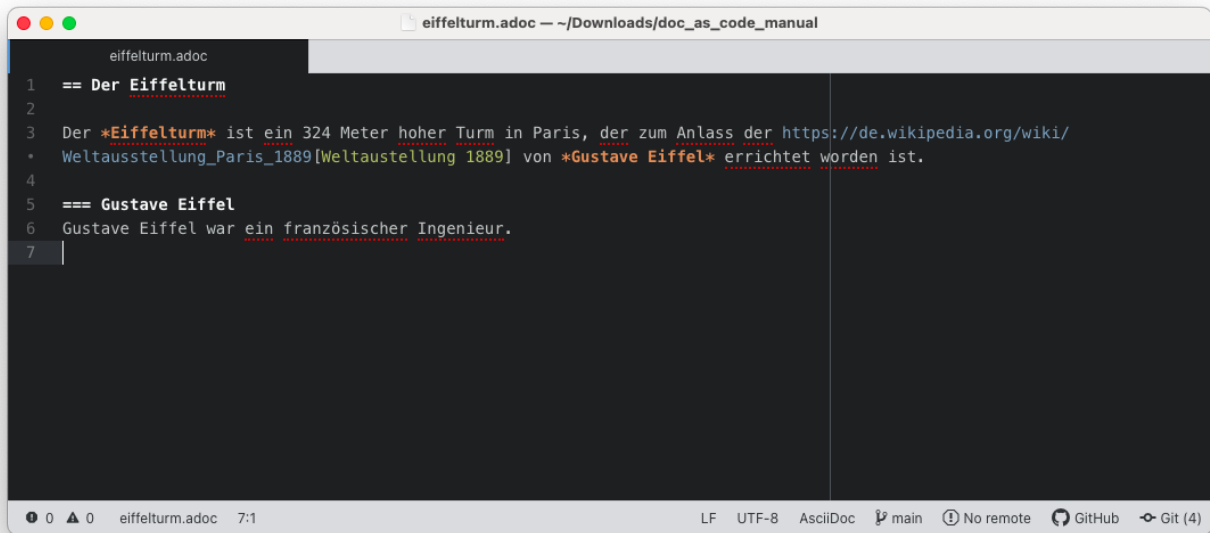 eiffelturm.adoc — ~/Downloads/doc_as_code_manual
eiffelturm.adoc
1 == Der Eiffelturm
2
3 Der *Eiffelturm* ist ein 324 Meter hoher Turm in Paris, der zum Anlass der https://de.wikipedia.org/wiki/
• Weltausstellung_Paris_1889[Weltaustellung 1889] von *Gustave Eiffel* errichtet worden ist.
4
5 === Gustave Eiffel
6 Gustave Eiffel war ein französischer Ingenieur.
7
0 0 eiffelturm.adoc 7:1 LF UTF-8 AsciiDoc main No remote GitHub Git (4)